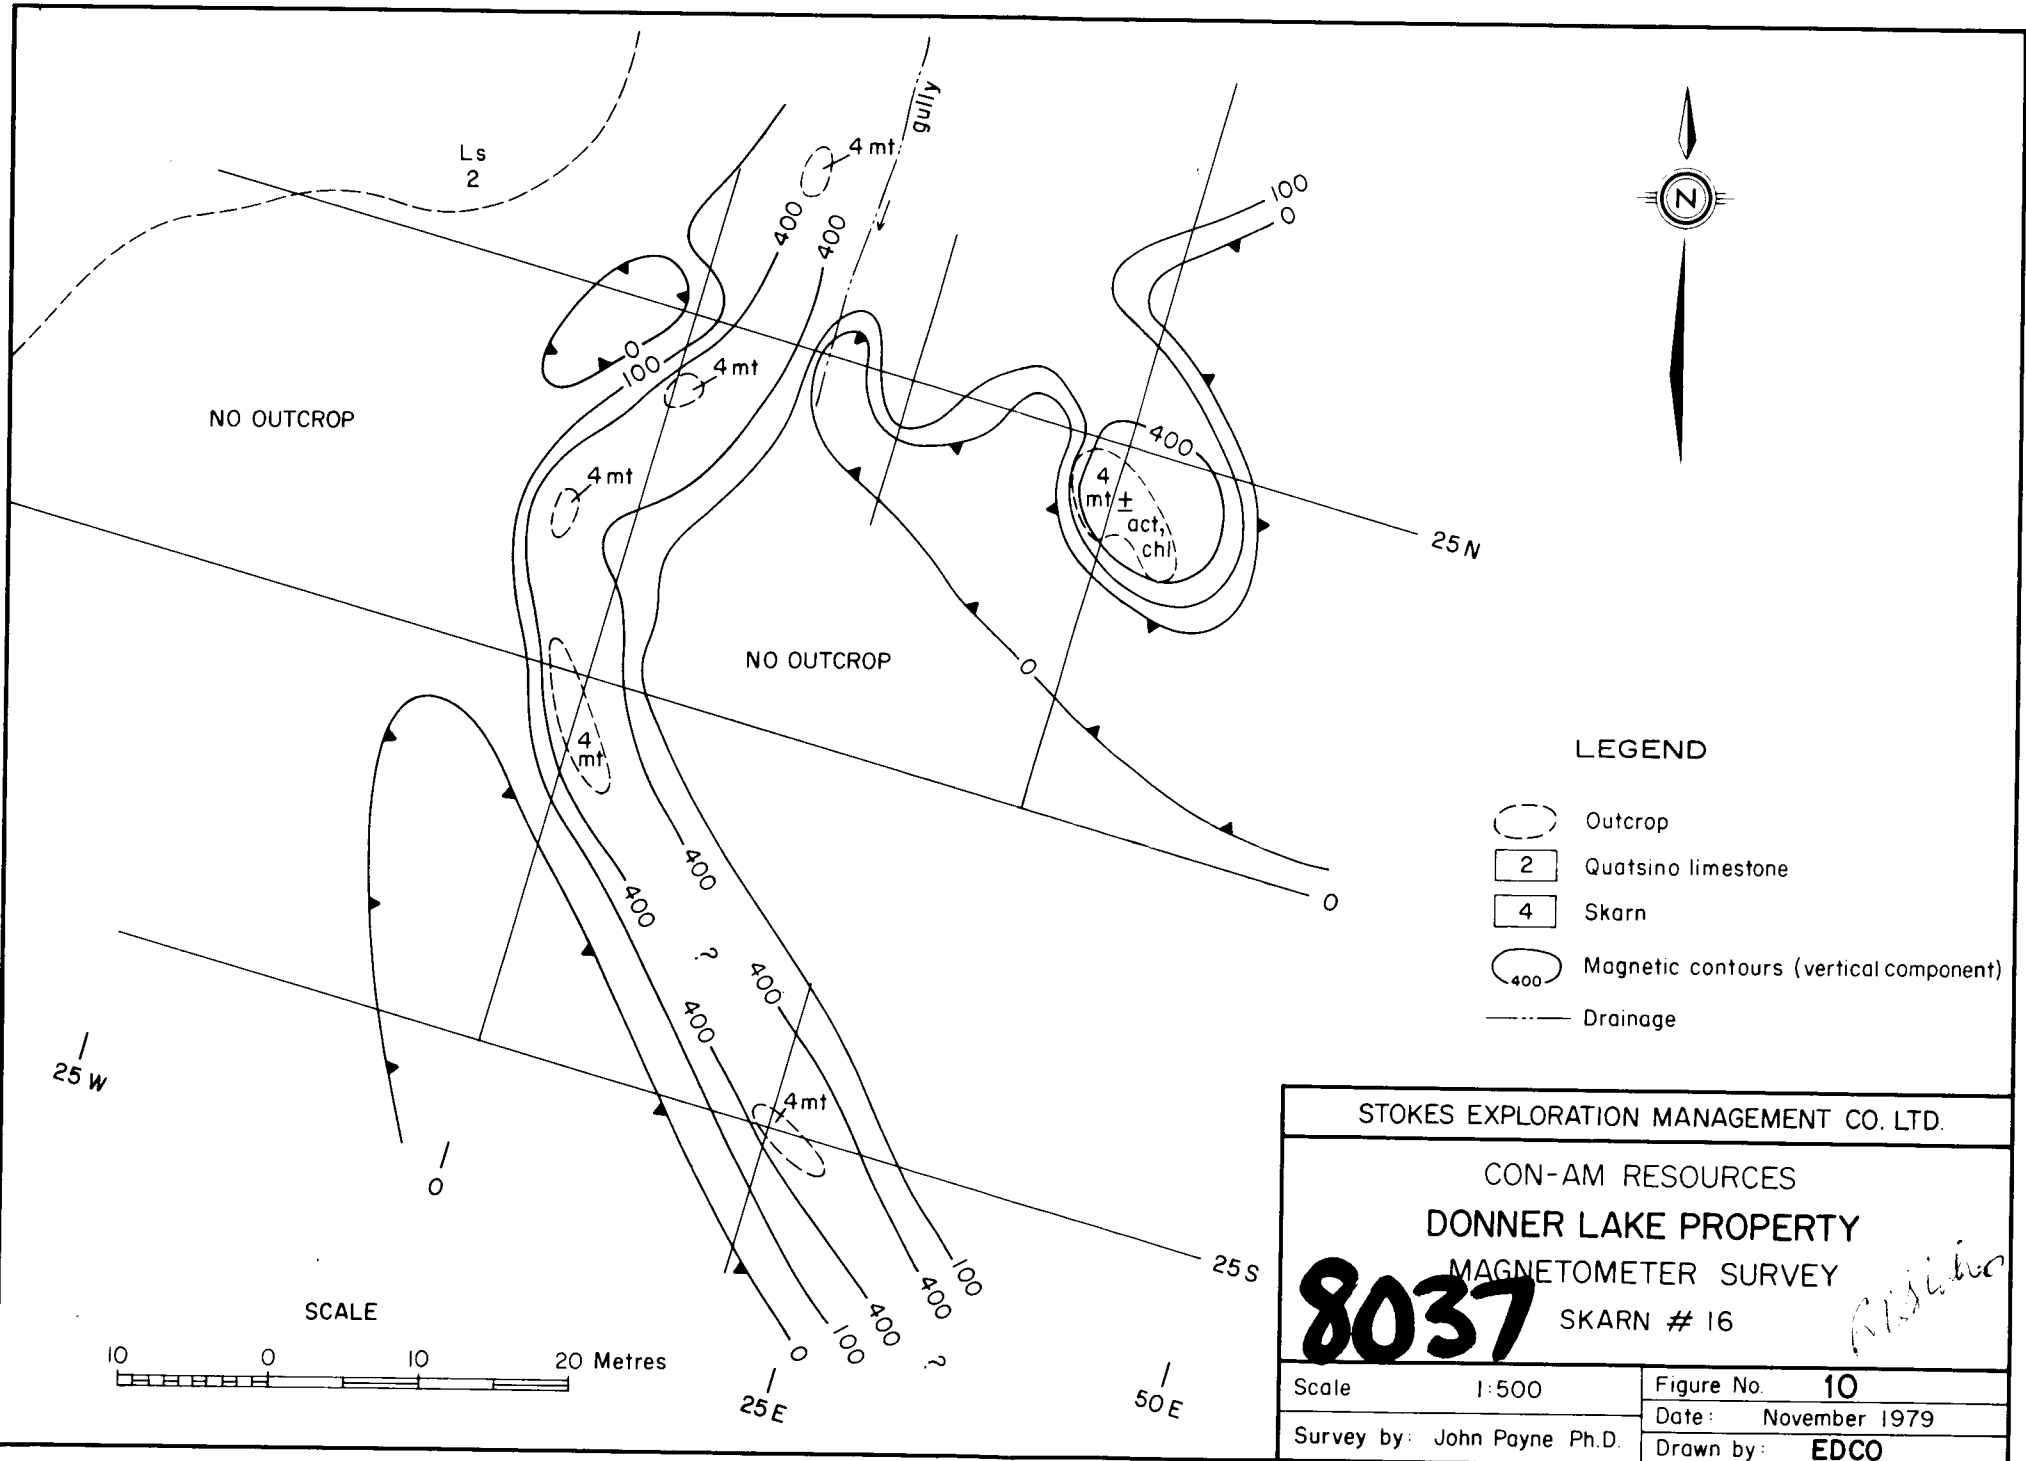 gully
4 mt
Ls
2
400
400
100
0
N
0
100
4 mt
NO OUTCROP
400
4 mt
4
mt ±
act,
chl
25 N
NO OUTCROP
0
4
mt
LEGEND
Outcrop
2 Quatsino limestone
4 Skarn
400 Magnetic contours (vertical component)
Drainage
400
400
0
?
400
400
25 W
4 mt
0
25 S
100
400
400
100
0
?
25 E
50 E
SCALE
10 0 10 20 Metres
STOKES EXPLORATION MANAGEMENT CO. LTD.
CON-AM RESOURCES
DONNER LAKE PROPERTY
MAGNETOMETER SURVEY
8037
SKARN # 16
Scale 1:500
Figure No. 10
Date: November 1979
Survey by: John Payne Ph.D.
Drawn by: EDCO